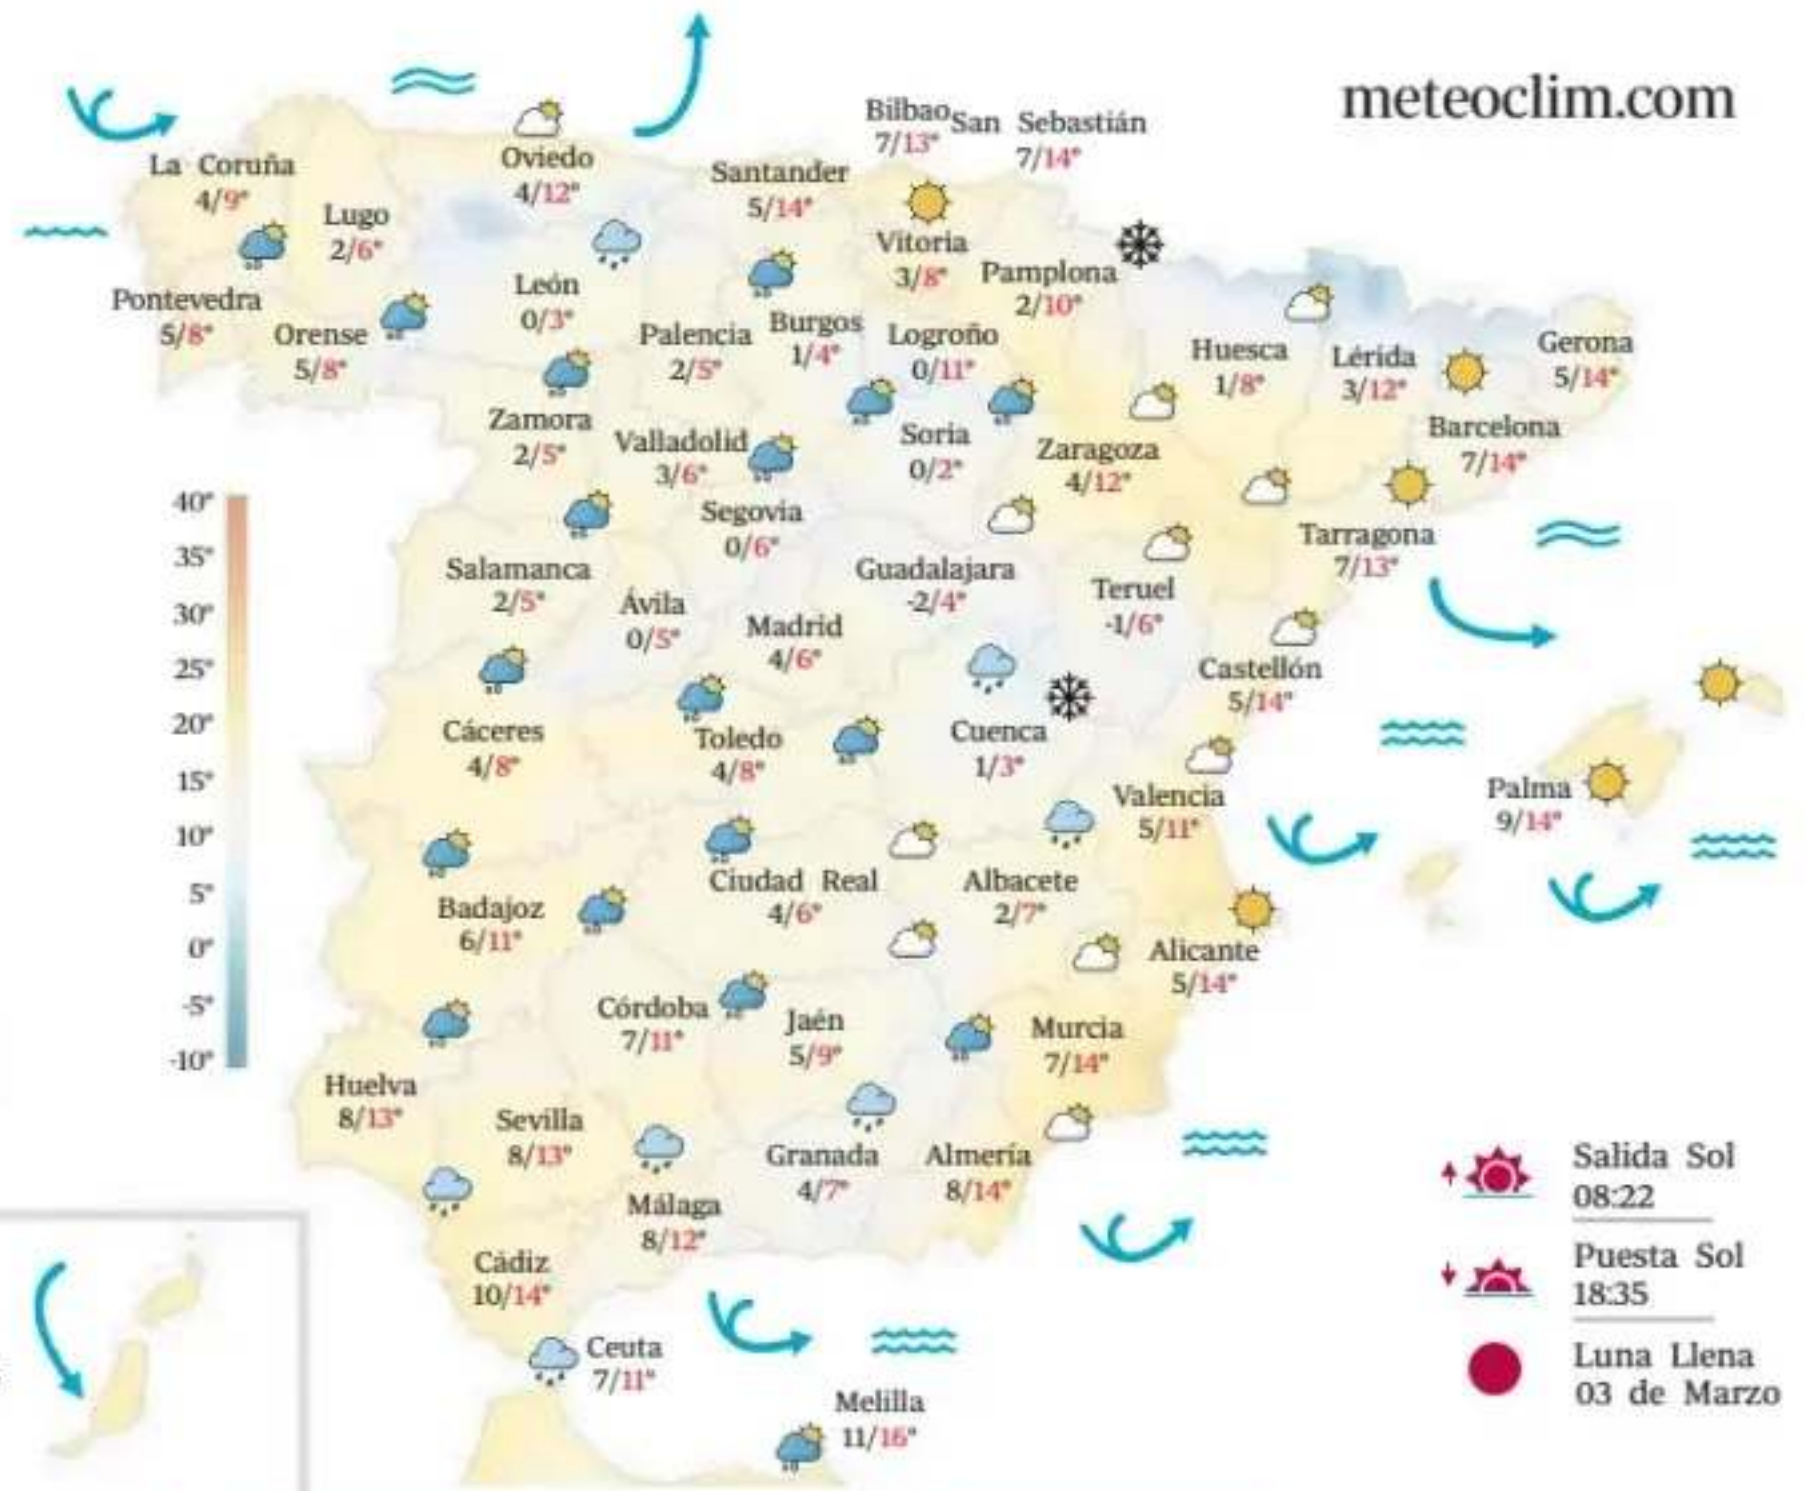 meteoclim.com
La Coruña
4/9°
Lugo
2/6°
Oviedo
4/12°
Santander
5/14°
Bilbao
7/13°
San Sebastián
7/14°
Vitoria
3/8°
Pamplona
2/10°
Pontevedra
5/8°
Orense
5/8°
León
0/3°
Palencia
2/5°
Burgos
1/4°
Logroño
0/11°
Huesca
1/8°
Lérida
3/12°
Gerona
5/14°
Zamora
2/5°
Valladolid
3/6°
Soria
0/2°
Zaragoza
4/12°
Barcelona
7/14°
Segovia
0/6°
Tarragona
7/13°
Salamanca
2/5°
Ávila
0/5°
Madrid
4/6°
Guadalajara
-2/4°
Teruel
-1/6°
Castellón
5/14°
Cáceres
4/8°
Toledo
4/8°
Cuenca
1/3°
Valencia
5/11°
Palma
9/14°
Badajoz
6/11°
Ciudad Real
4/6°
Albacete
2/7°
Alicante
5/14°
Córdoba
7/11°
Jaén
5/9°
Murcia
7/14°
Huelva
8/13°
Sevilla
8/13°
Málaga
8/12°
Granada
4/7°
Almería
8/14°
Cádiz
10/14°
Ceuta
7/11°
Melilla
11/16°
40°
35°
30°
25°
20°
15°
10°
5°
0°
-5°
-10°
Salida Sol
08:22
Puesta Sol
18:35
Luna Llena
03 de Marzo